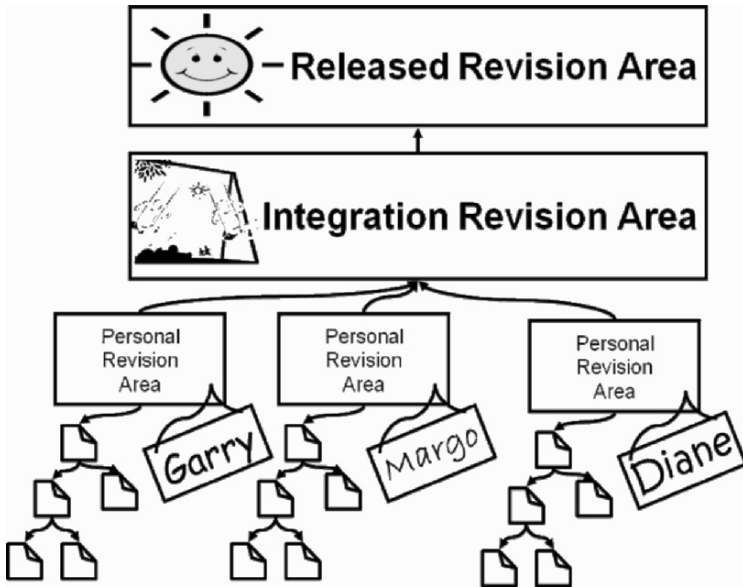 Released Revision Area
Integration Revision Area
Personal
Revision
Area
Personal
Revision
Area
Personal
Revision
Area
Garry
Margo
Diane